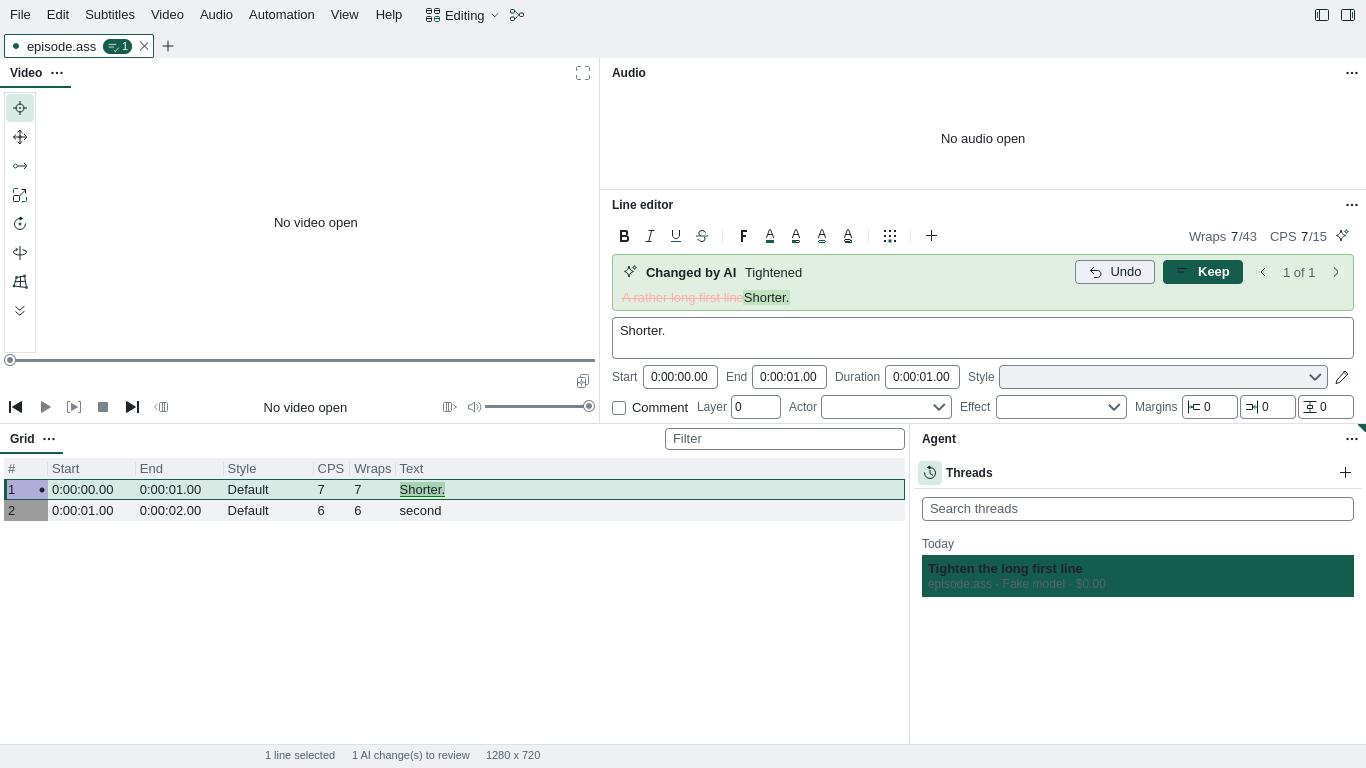 File Edit Subtitles Video Audio Automation View Help Editing
episode.ass 1
Video
Audio
No audio open
No video open
Line editor
B I U S F A A A A
Wraps 7/43 CPS 7/15
Changed by AI Tightened Undo Keep 1 of 1
A rather long first lineShorter.
Shorter.
Start 0:00:00.00 End 0:00:01.00 Duration 0:00:01.00 Style
Comment Layer 0 Actor Effect Margins 0 0 0
No video open
Grid
Filter
# Start End Style CPS Wraps Text
1 0:00:00.00 0:00:01.00 Default 7 7 Shorter.
2 0:00:01.00 0:00:02.00 Default 6 6 second
Agent
Threads
Search threads
Today
Tighten the long first line
episode.ass · Fake model · $0.00
1 line selected 1 AI change(s) to review 1280 x 720